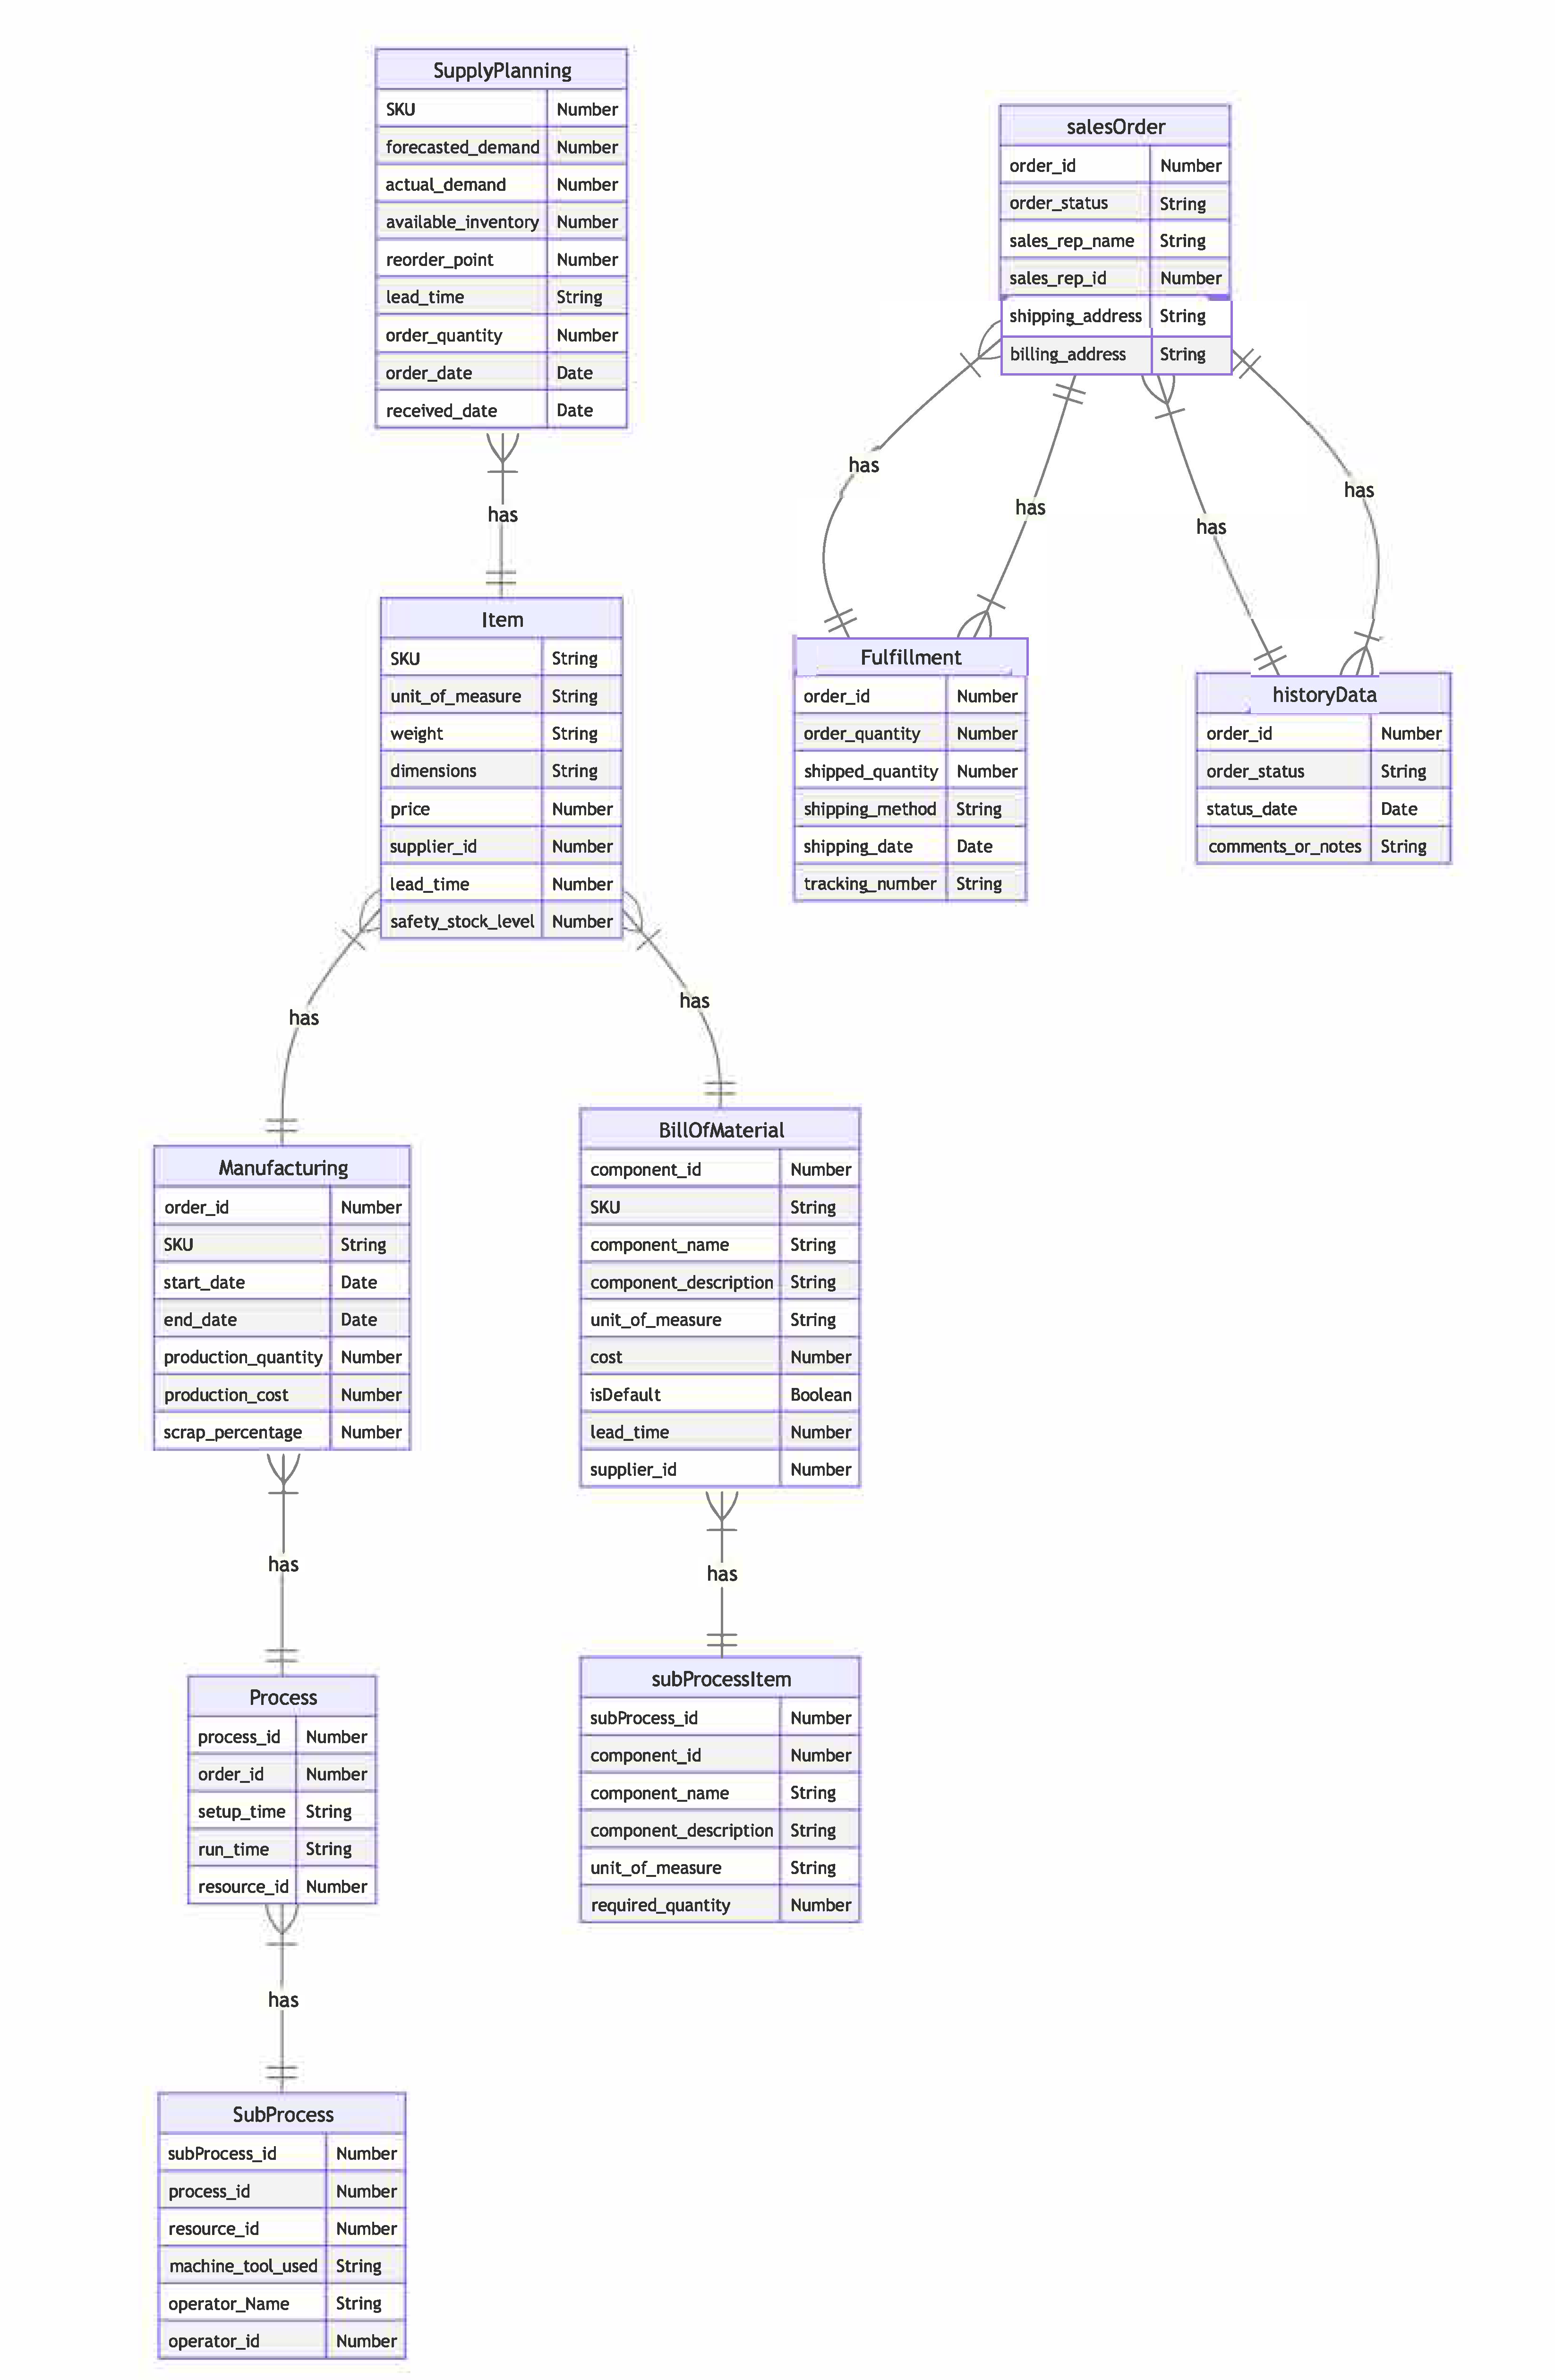 SupplyPlanning
SKU Number
forecasted_demand Number
actual_demand Number
available_inventory Number
reorder_point Number
lead_time String
order_quantity Number
order_date Date
received_date Date
has
Item
SKU String
unit_of_measure String
weight String
dimensions String
price Number
supplier_id Number
lead_time Number
safety_stock_level Number
has
has
Manufacturing
order_id Number
SKU String
start_date Date
end_date Date
production_quantity Number
production_cost Number
scrap_percentage Number
has
Process
process_id Number
order_id Number
setup_time String
run_time String
resource_id Number
has
SubProcess
subProcess_id Number
process_id Number
resource_id Number
machine_tool_used String
operator_Name String
operator_id Number
BillOfMaterial
component_id Number
SKU String
component_name String
component_description String
unit_of_measure String
cost Number
isDefault Boolean
lead_time Number
supplier_id Number
has
subProcessItem
subProcess_id Number
component_id Number
component_name String
component_description String
unit_of_measure String
required_quantity Number
salesOrder
order_id Number
order_status String
sales_rep_name String
sales_rep_id Number
shipping_address String
billing_address String
has
has
has
has
Fulfillment
order_id Number
order_quantity Number
shipped_quantity Number
shipping_method String
shipping_date Date
tracking_number String
historyData
order_id Number
order_status String
status_date Date
comments_or_notes String